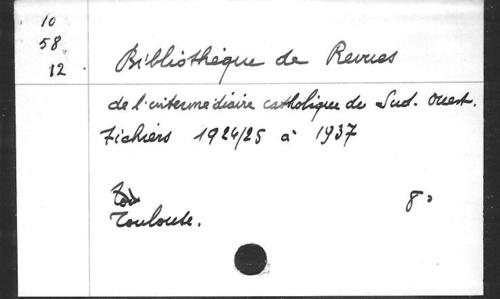 10
58
12
Bibliothèque de Revues
de l'intermédiaire catholique du Sud. Ouest.
Fichiers 1924/25 à 1937
Toulouse.
8°